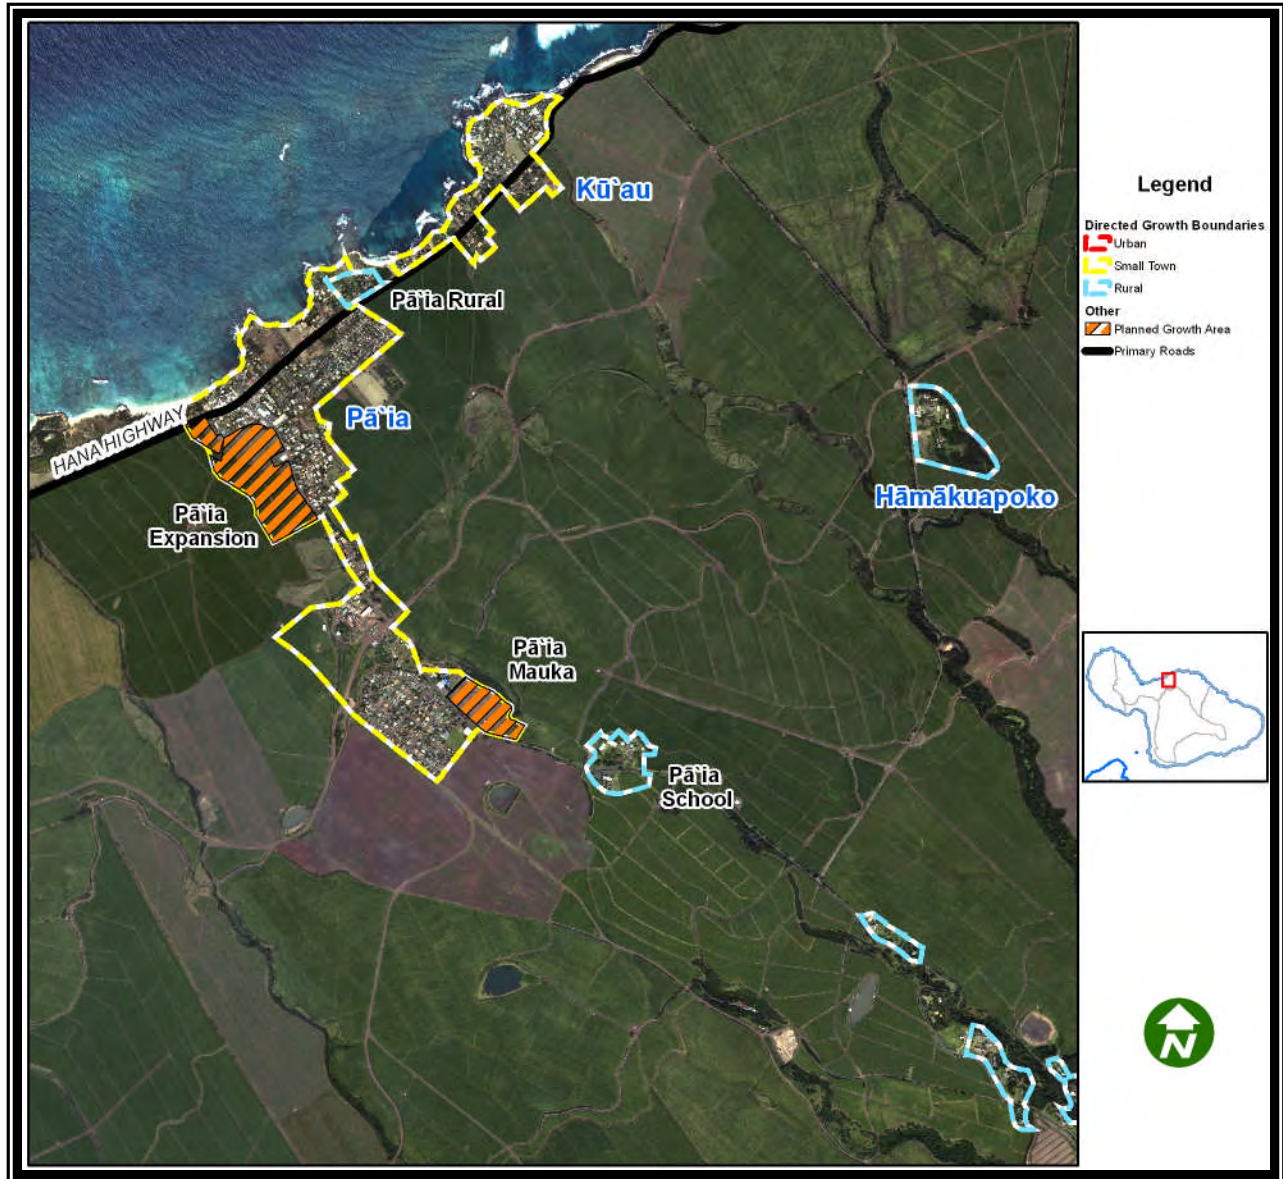 Kū`au
Pā`ia Rural
Pā`ia
HANA HIGHWAY
Pā`ia
Expansion
Hāmākuapoko
Pā`ia
Mauka
Pā`ia
School
Legend
Directed Growth Boundaries
Urban
Small Town
Rural
Other
Planned Growth Area
Primary Roads
N